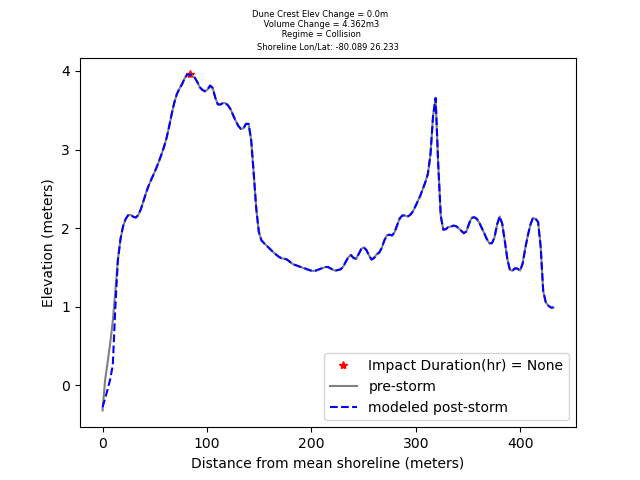 Dune Crest Elev Change = 0.0m
Volume Change = 4.362m3
Regime = Collision
Shoreline Lon/Lat: -80.089 26.233
4
3
2
1
0
Elevation (meters)
Impact Duration(hr) = None
pre-storm
modeled post-storm
0 100 200 300 400
Distance from mean shoreline (meters)